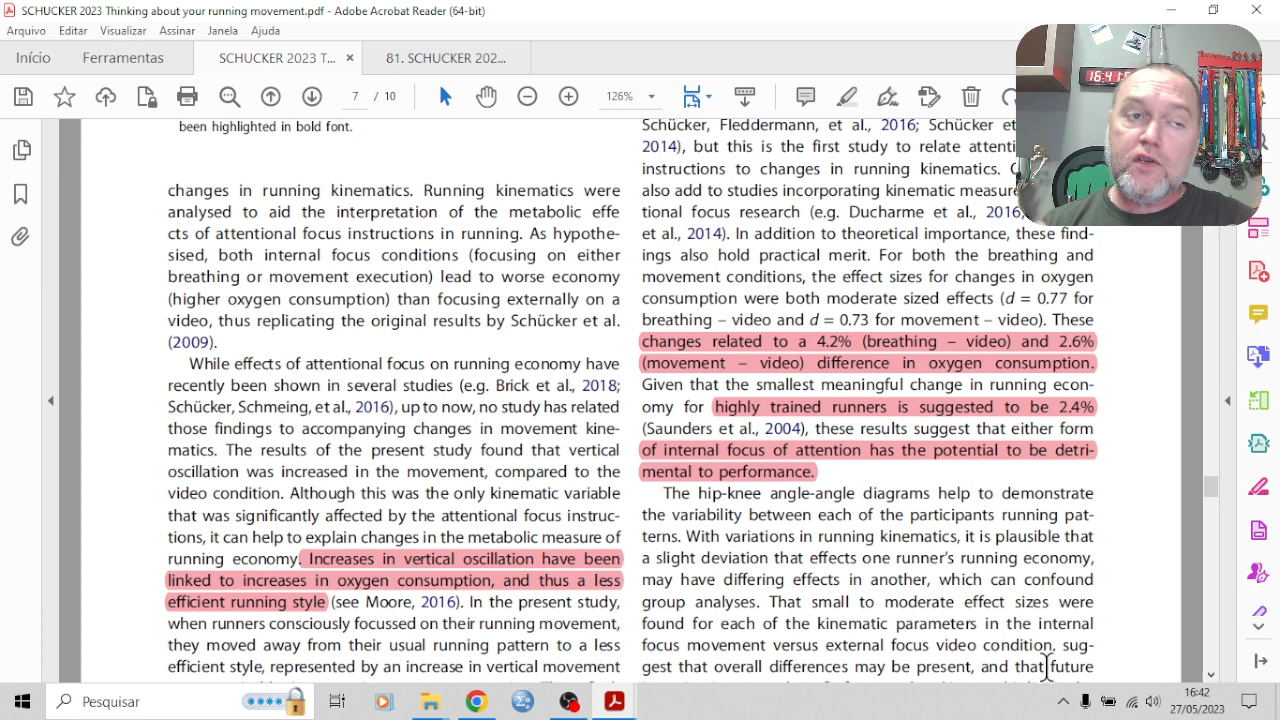 SCHUCKER 2023 Thinking about your running movement.pdf - Adobe Acrobat Reader (64-bit)
Arquivo Editar Visualizar Assinar Janela Ajuda
Início Ferramentas SCHUCKER 2023 T... × 81. SCHUCKER 202...
7 / 10 126%
been highlighted in bold font.
changes in running kinematics. Running kinematics were
analysed to aid the interpretation of the metabolic effe
cts of attentional focus instructions in running. As hypothe-
sised, both internal focus conditions (focusing on either
breathing or movement execution) lead to worse economy
(higher oxygen consumption) than focusing externally on a
video, thus replicating the original results by Schücker et al.
(2009).
While effects of attentional focus on running economy have
recently been shown in several studies (e.g. Brick et al., 2018;
Schücker, Schmeing, et al., 2016), up to now, no study has related
those findings to accompanying changes in movement kine-
matics. The results of the present study found that vertical
oscillation was increased in the movement, compared to the
video condition. Although this was the only kinematic variable
that was significantly affected by the attentional focus instruc-
tions, it can help to explain changes in the metabolic measure of
running economy. Increases in vertical oscillation have been
linked to increases in oxygen consumption, and thus a less
efficient running style (see Moore, 2016). In the present study,
when runners consciously focussed on their running movement,
they moved away from their usual running pattern to a less
efficient style, represented by an increase in vertical movement
Schücker, Fleddermann, et al., 2016; Schücker et
2014), but this is the first study to relate attenti
instructions to changes in running kinematics.
also add to studies incorporating kinematic measure
tional focus research (e.g. Ducharme et al., 2016;
et al., 2014). In addition to theoretical importance, these find-
ings also hold practical merit. For both the breathing and
movement conditions, the effect sizes for changes in oxygen
consumption were both moderate sized effects (d = 0.77 for
breathing – video and d = 0.73 for movement – video). These
changes related to a 4.2% (breathing – video) and 2.6%
(movement – video) difference in oxygen consumption.
Given that the smallest meaningful change in running econ-
omy for highly trained runners is suggested to be 2.4%
(Saunders et al., 2004), these results suggest that either form
of internal focus of attention has the potential to be detri-
mental to performance.
The hip-knee angle-angle diagrams help to demonstrate
the variability between each of the participants running pat-
terns. With variations in running kinematics, it is plausible that
a slight deviation that effects one runner's running economy,
may have differing effects in another, which can confound
group analyses. That small to moderate effect sizes were
found for each of the kinematic parameters in the internal
focus movement versus external focus video condition, sug-
gest that overall differences may be present, and that future
Pesquisar
16:42
27/05/2023